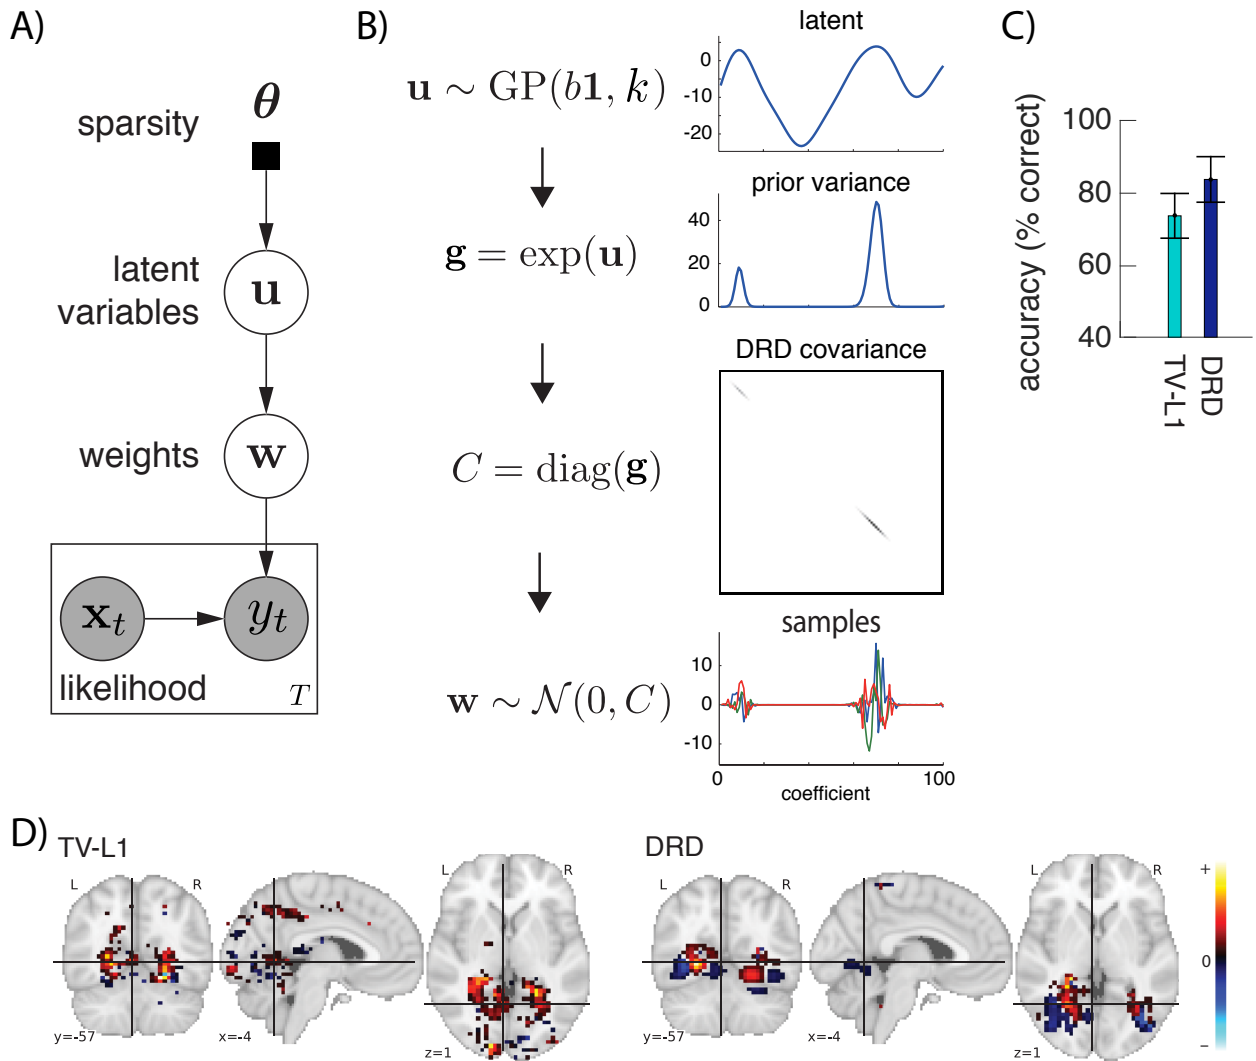 A)
θ
sparsity
latent
variables
u
weights
w
x_t
y_t
likelihood
T
B)
u ∼ GP(b1, k)
g = exp(u)
C = diag(g)
w ∼ N(0, C)
latent
0
-10
-20
prior variance
40
20
0
DRD covariance
samples
10
0
-10
0
100
coefficient
C)
accuracy (% correct)
100
80
60
40
TV-L1
DRD
D)
TV-L1
L
R
y=-57
x=-4
L
R
z=1
DRD
L
R
y=-57
x=-4
L
R
z=1
+
0
−